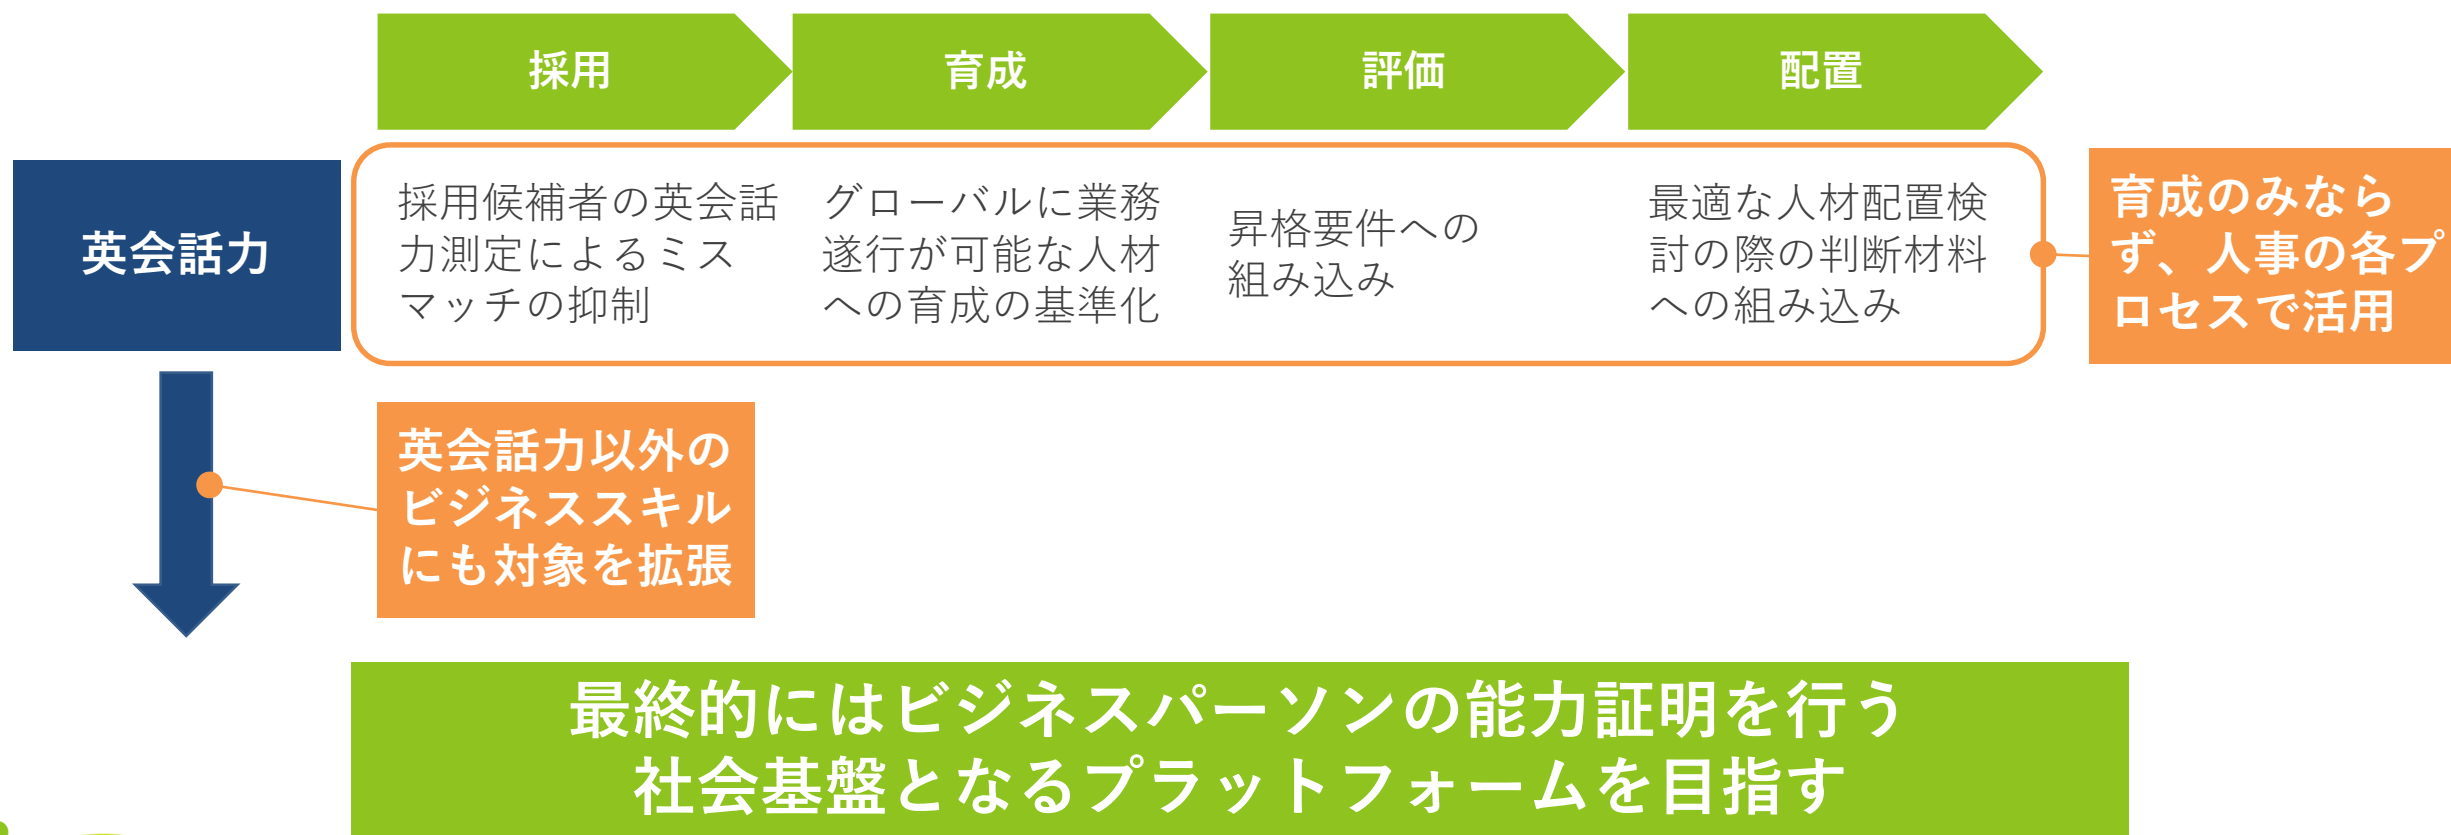 採用
育成
評価
配置
英会話力
採用候補者の英会話
力測定によるミス
マッチの抑制
グローバルに業務
遂行が可能な人材
への育成の基準化
昇格要件への
組み込み
最適な人材配置検
討の際の判断材料
への組み込み
育成のみなら
ず、人事の各プ
ロセスで活用
英会話力以外の
ビジネススキル
にも対象を拡張
最終的にはビジネスパーソンの能力証明を行う
社会基盤となるプラットフォームを目指す